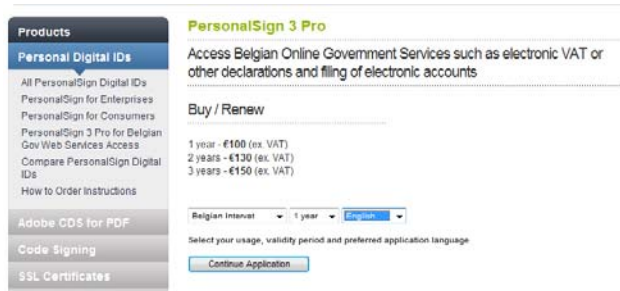 Products
Personal Digital IDs
All PersonalSign Digital IDs
PersonalSign for Enterprises
PersonalSign for Consumers
PersonalSign 3 Pro for Belgian
Gov Web Services Access
Compare PersonalSign Digital
IDs
How to Order Instructions
Adobe CDS for PDF
Code Signing
SSL Certificates
PersonalSign 3 Pro
Access Belgian Online Government Services such as electronic VAT or
other declarations and filing of electronic accounts
Buy / Renew
1 year - €100 (ex. VAT)
2 years - €130 (ex. VAT)
3 years - €150 (ex. VAT)
Belgian Intervat 1 year English
Select your usage, validity period and preferred application language
Continue Application